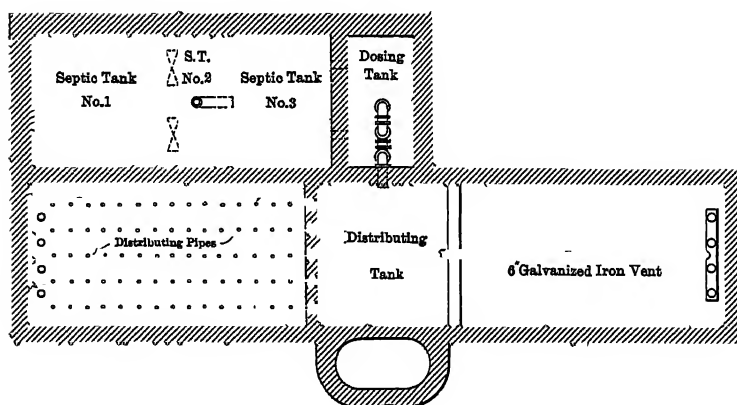 Septic Tank
No.1
S.T.
No.2
Septic Tank
No.3
Dosing
Tank
Distributing Pipes
Distributing
Tank
6" Galvanized Iron Vent